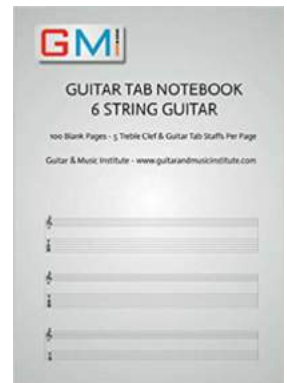 GMI
GUITAR TAB NOTEBOOK
6 STRING GUITAR
100 Blank Pages - 5 Treble Clef & Guitar Tab Staffs Per Page
Guitar & Music Institute - www.guitarandmusicinstitute.com